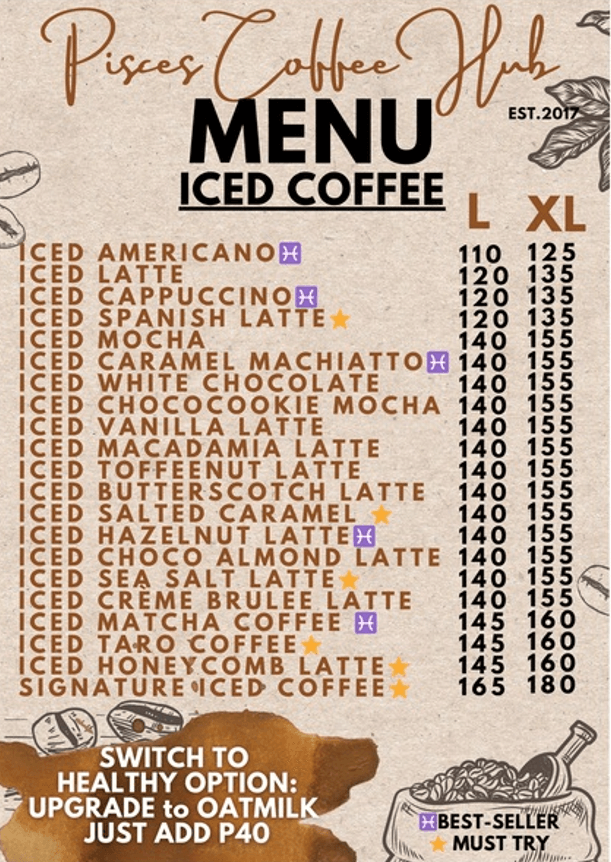 Pisces Coffee Hub
EST.2017
MENU
ICED COFFEE
L XL
ICED AMERICANO♓ 110 125
ICED LATTE 120 135
ICED CAPPUCCINO♓ 120 135
ICED SPANISH LATTE⭐ 120 135
ICED MOCHA 140 155
ICED CARAMEL MACHIATTO♓ 140 155
ICED WHITE CHOCOLATE 140 155
ICED CHOCOCOOKIE MOCHA 140 155
ICED VANILLA LATTE 140 155
ICED MACADAMIA LATTE 140 155
ICED TOFFEENUT LATTE 140 155
ICED BUTTERSCOTCH LATTE 140 155
ICED SALTED CARAMEL ⭐ 140 155
ICED HAZELNUT LATTE♓ 140 155
ICED CHOCO ALMOND LATTE 140 155
ICED SEA SALT LATTE⭐ 140 155
ICED CRÈME BRULEE LATTE 140 155
ICED MATCHA COFFEE ♓ 145 160
ICED TARO COFFEE⭐ 145 160
ICED HONEYCOMB LATTE⭐ 145 160
SIGNATURE ICED COFFEE⭐ 165 180
SWITCH TO
HEALTHY OPTION:
UPGRADE to OATMILK
JUST ADD P40
♓BEST-SELLER
⭐ MUST TRY